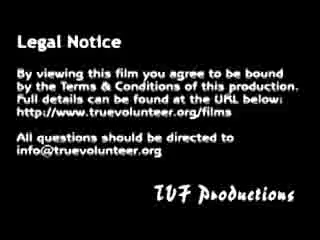 Legal Notice
By viewing this film you agree to be bound
by the Terms & Conditions of this production.
Full details can be found at the URL below:
http://www.truevolunteer.org/films
All questions should be directed to
info@truevolunteer.org
TVF Productions